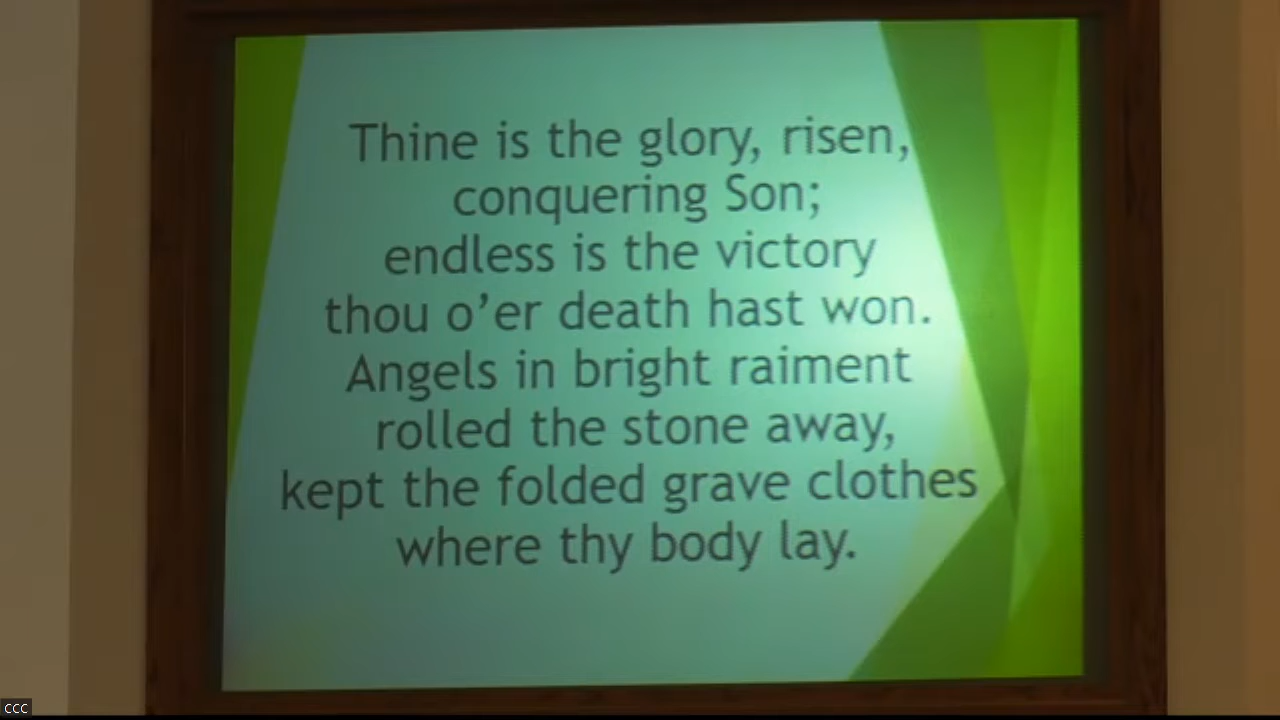 Thine is the glory, risen,
conquering Son;
endless is the victory
thou o’er death hast won.
Angels in bright raiment
rolled the stone away,
kept the folded grave clothes
where thy body lay.
ccc